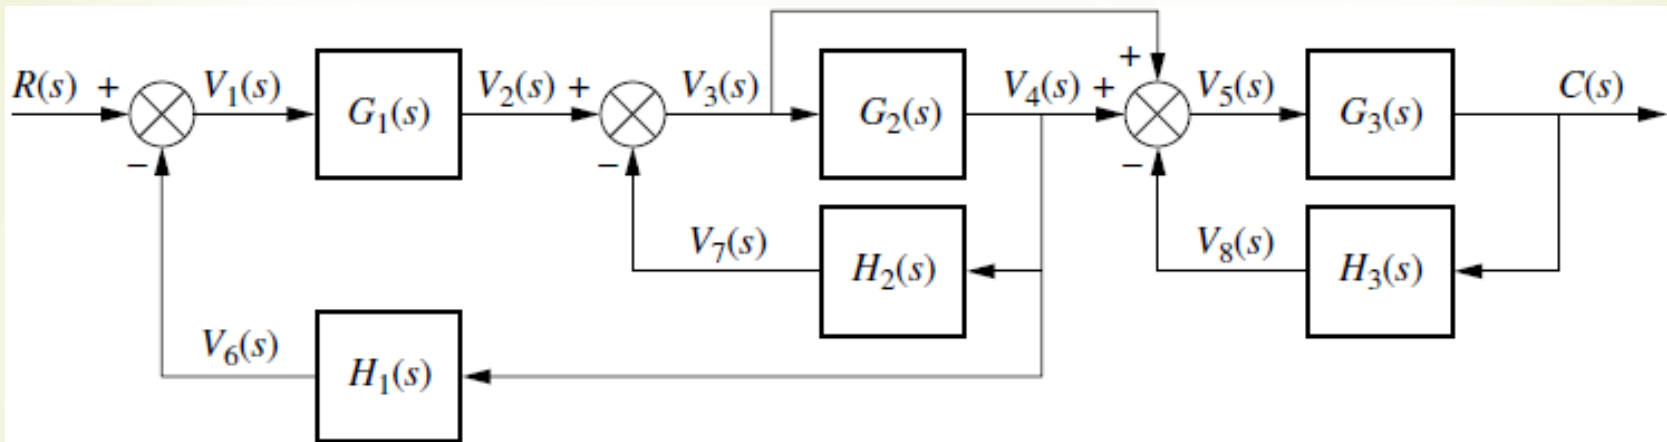 +
R(s) + V₁(s) G₁(s) V₂(s) + V₃(s) G₂(s) V₄(s) + V₅(s) G₃(s) C(s)
− − −
V₇(s) H₂(s) V₈(s) H₃(s)
V₆(s) H₁(s)